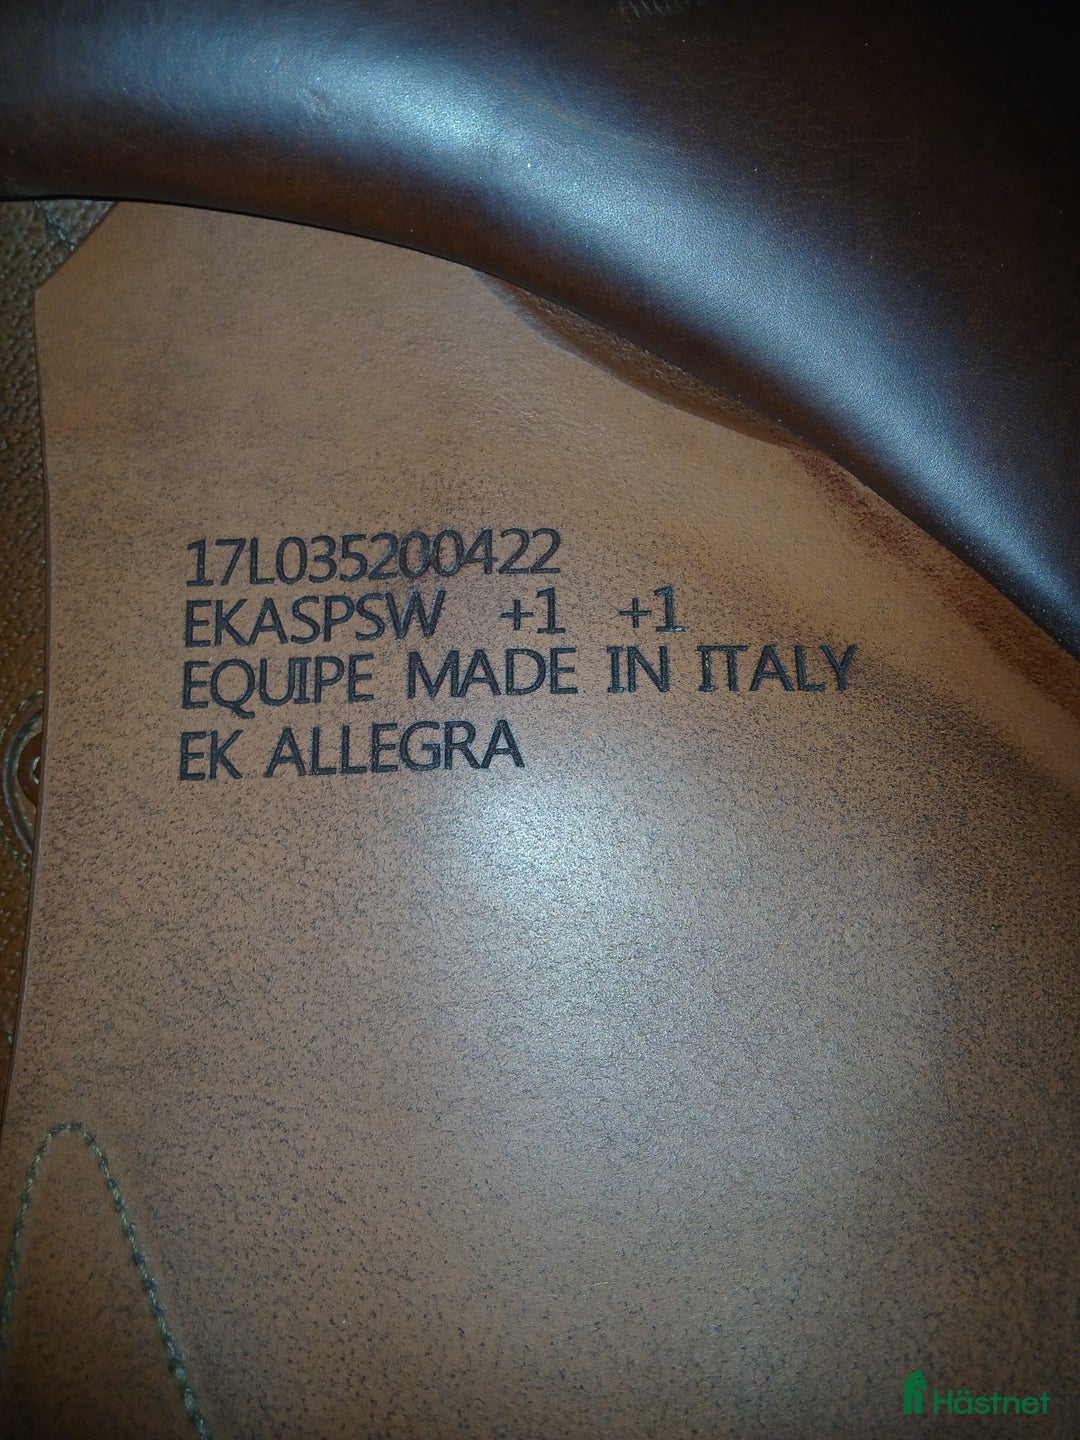 17L035200422
EKASPSW +1 +1
EQUIPE MADE IN ITALY
EK ALLEGRA
Hästnet